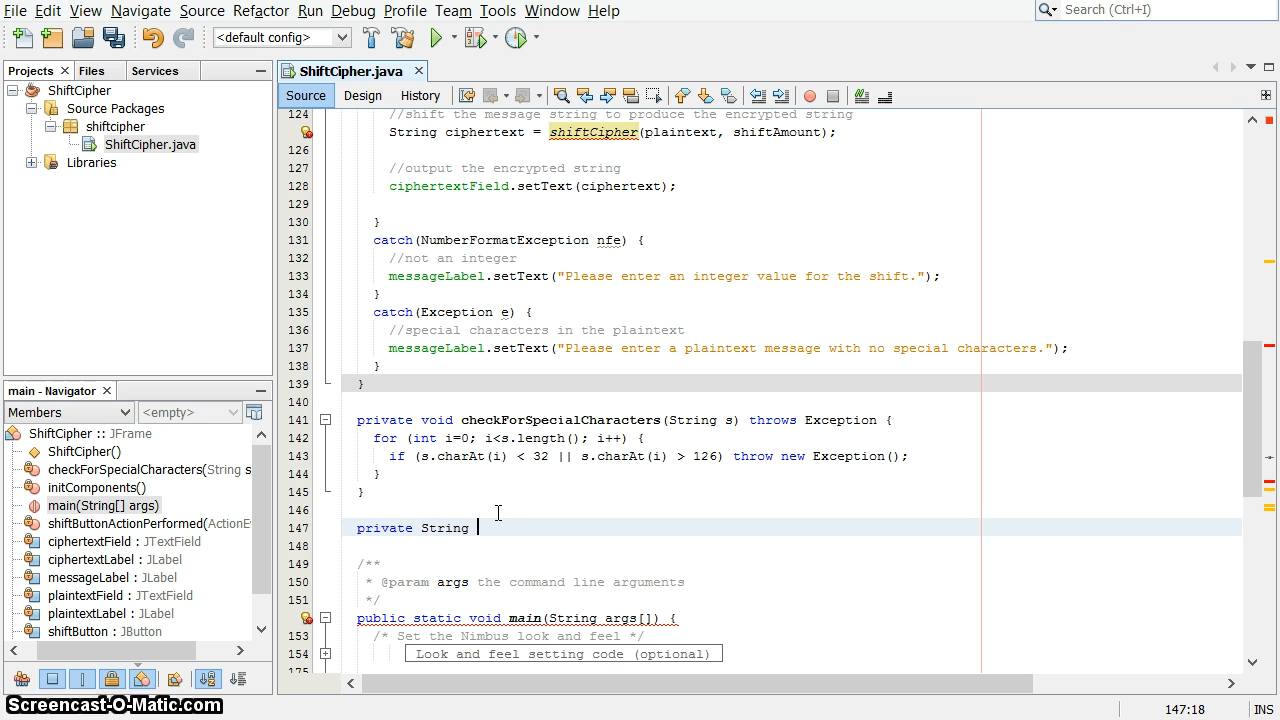 File Edit View Navigate Source Refactor Run Debug Profile Team Tools Window Help
Search (Ctrl+I)
<default config>
Projects Files Services
ShiftCipher.java
Source Design History
ShiftCipher
Source Packages
shiftcipher
ShiftCipher.java
Libraries
main - Navigator
Members <empty>
ShiftCipher :: JFrame
ShiftCipher()
checkForSpecialCharacters(String s
initComponents()
main(String[] args)
shiftButtonActionPerformed(ActionE
ciphertextField : JTextField
ciphertextLabel : JLabel
messageLabel : JLabel
plaintextField : JTextField
plaintextLabel : JLabel
shiftButton : JButton
124 //shift the message string to produce the encrypted string
String ciphertext = shiftCipher(plaintext, shiftAmount);
126
127 //output the encrypted string
128 ciphertextField.setText(ciphertext);
129
130 }
131 catch(NumberFormatException nfe) {
132 //not an integer
133 messageLabel.setText("Please enter an integer value for the shift.");
134 }
135 catch(Exception e) {
136 //special characters in the plaintext
137 messageLabel.setText("Please enter a plaintext message with no special characters.");
138 }
139 }
140
141 private void checkForSpecialCharacters(String s) throws Exception {
142 for (int i=0; i<s.length(); i++) {
143 if (s.charAt(i) < 32 || s.charAt(i) > 126) throw new Exception();
144 }
145 }
146
147 private String
148
149 /**
150 * @param args the command line arguments
151 */
public static void main(String args[]) {
153 /* Set the Nimbus look and feel */
154 Look and feel setting code (optional)
175
147:18 INS
Screencast-O-Matic.com